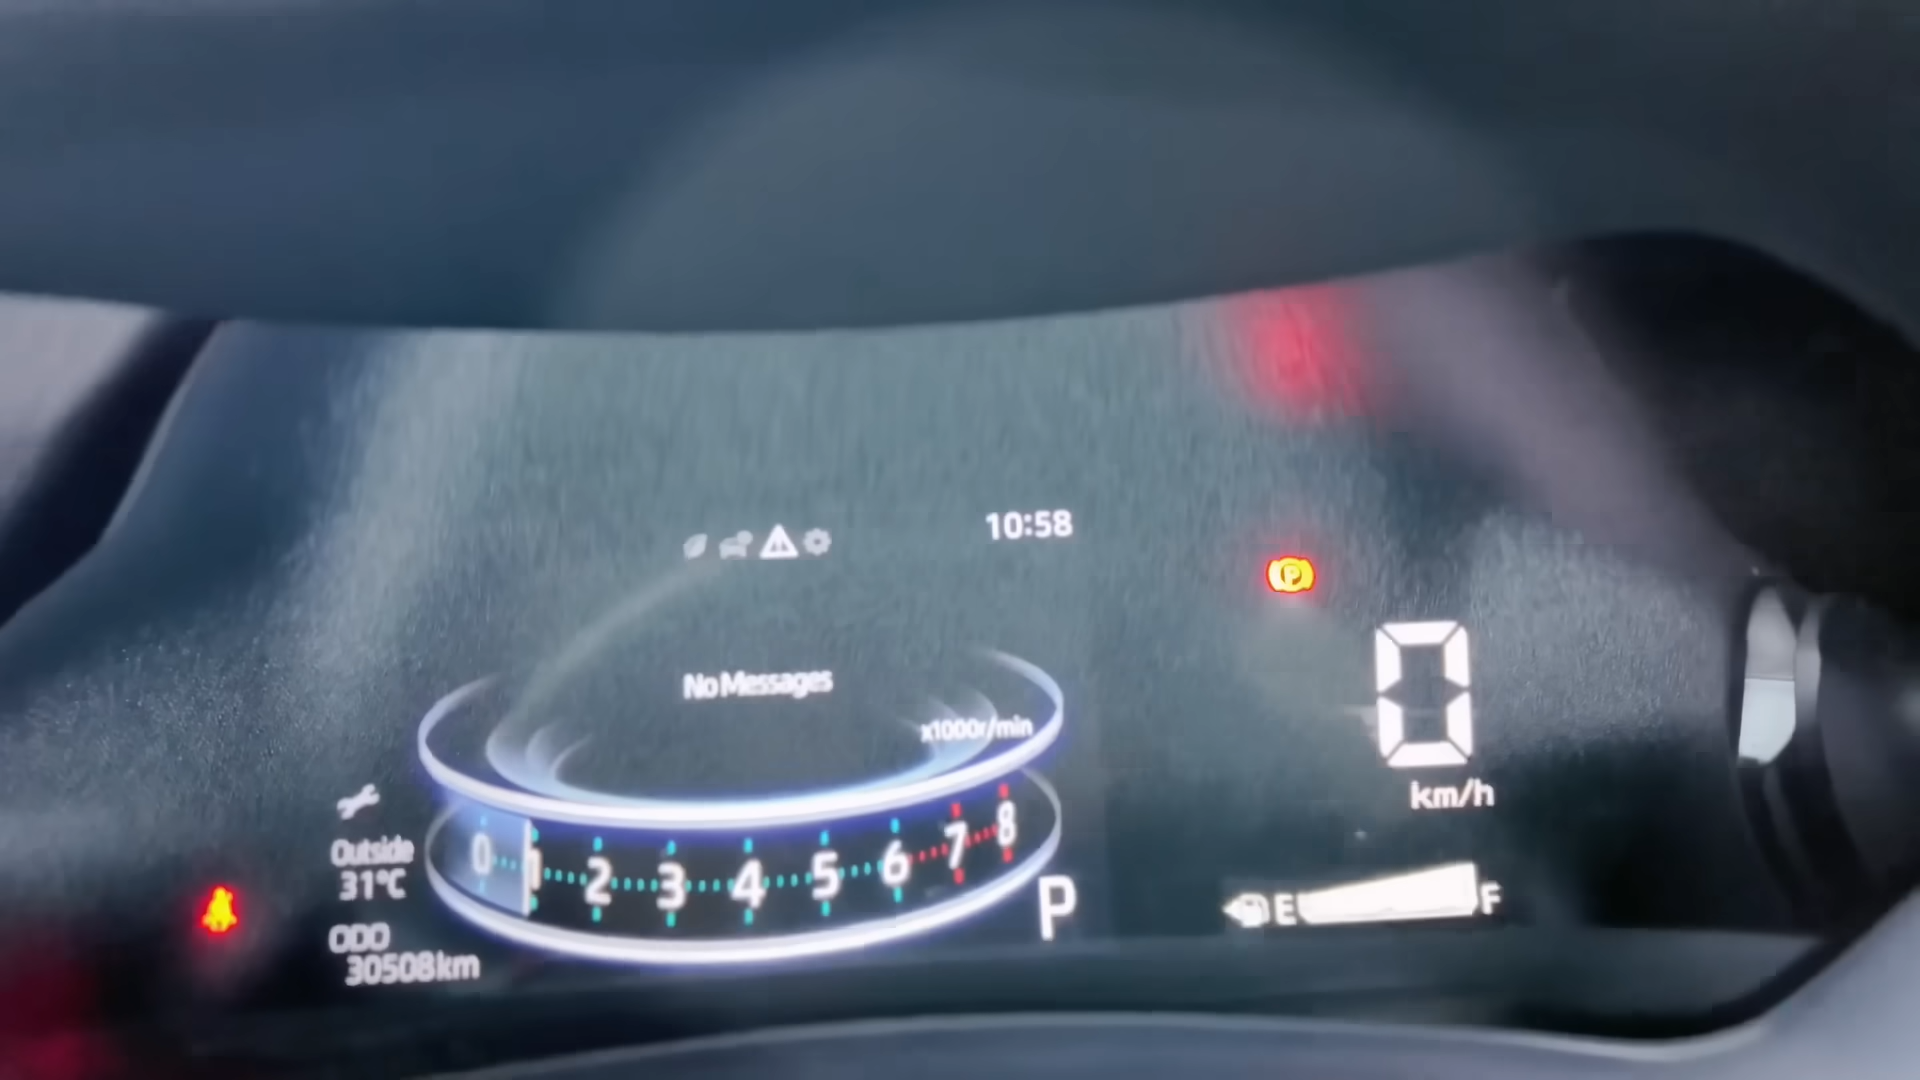 10:58
P
No Messages
x1000r/min
0
km/h
0 1 2 3 4 5 6 7 8
Outside
31°C
P
E F
ODO
30508km